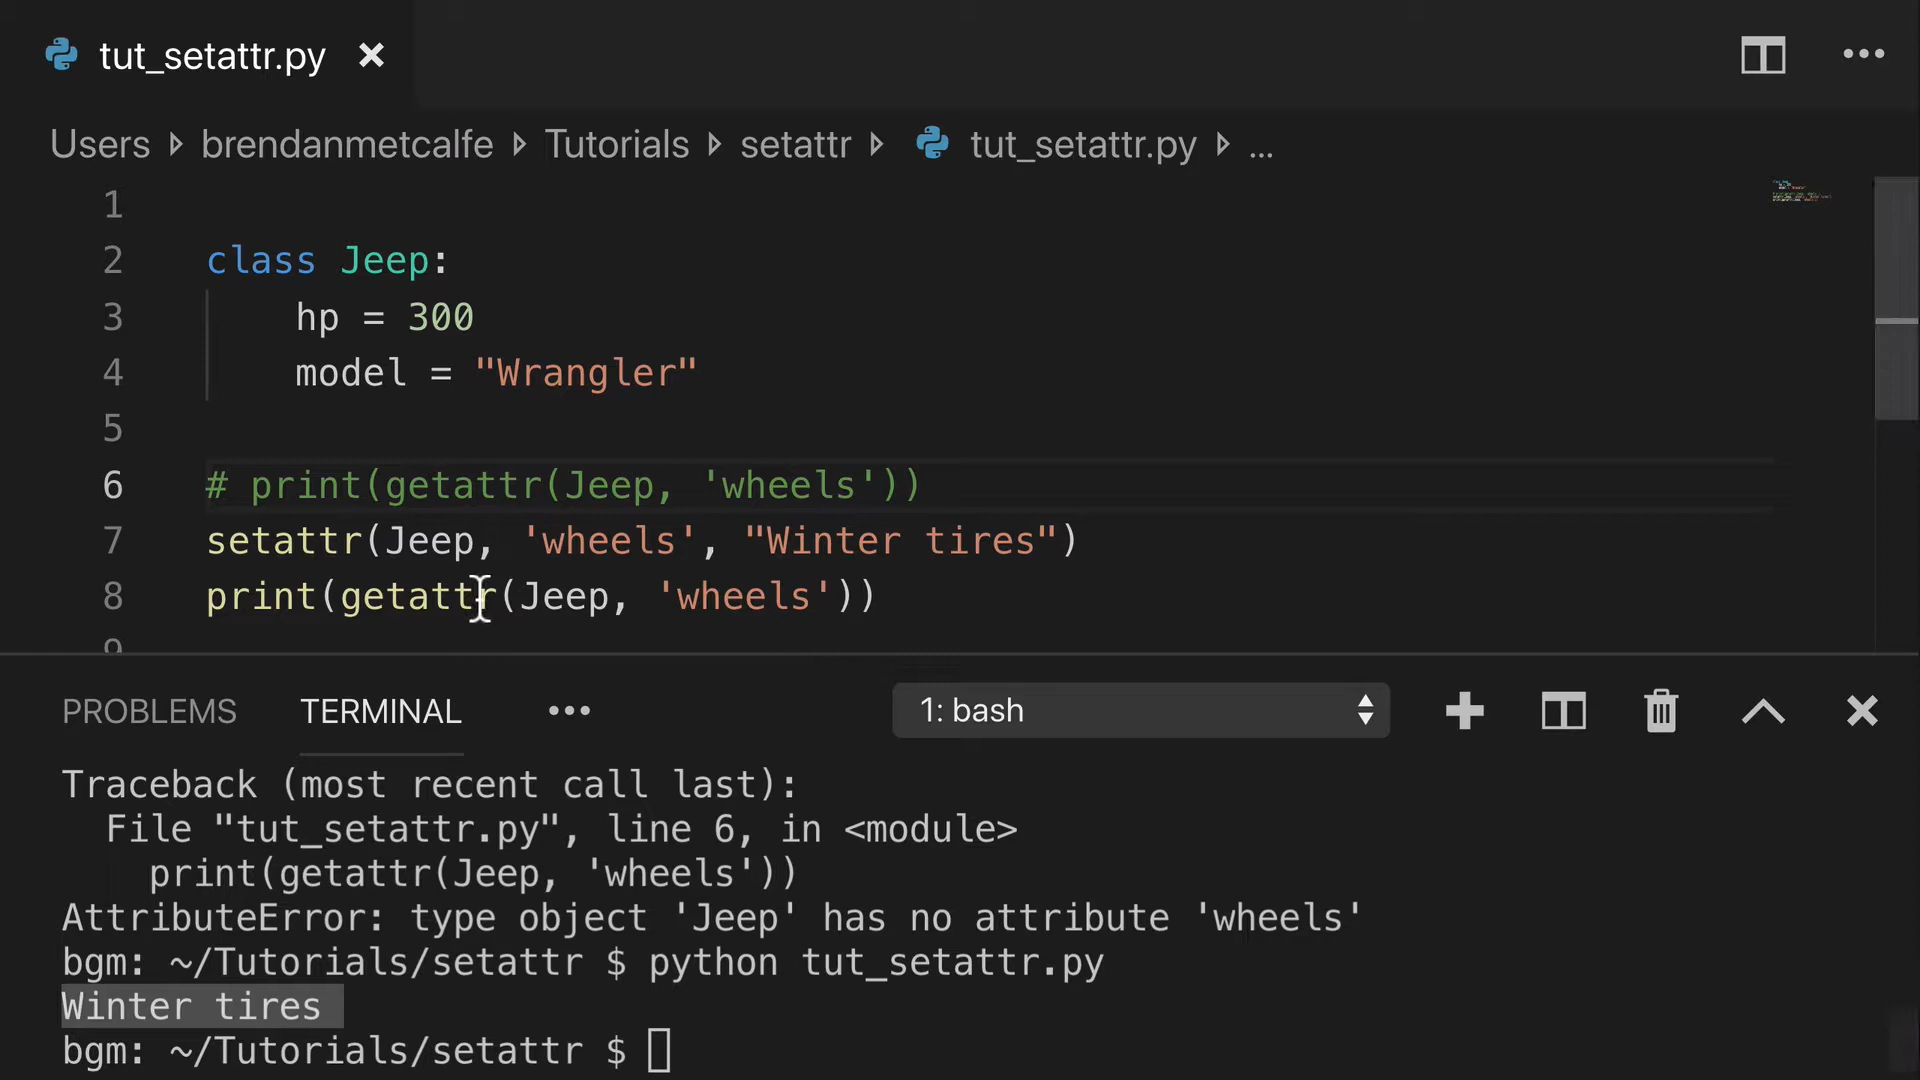 tut_setattr.py
Users brendanmetcalfe Tutorials setattr tut_setattr.py ...
1
2 class Jeep:
3 hp = 300
4 model = "Wrangler"
5
6 # print(getattr(Jeep, 'wheels'))
7 setattr(Jeep, 'wheels', "Winter tires")
8 print(getattr(Jeep, 'wheels'))
9
PROBLEMS TERMINAL 1: bash
Traceback (most recent call last):
File "tut_setattr.py", line 6, in <module>
print(getattr(Jeep, 'wheels'))
AttributeError: type object 'Jeep' has no attribute 'wheels'
bgm: ~/Tutorials/setattr $ python tut_setattr.py
Winter tires
bgm: ~/Tutorials/setattr $